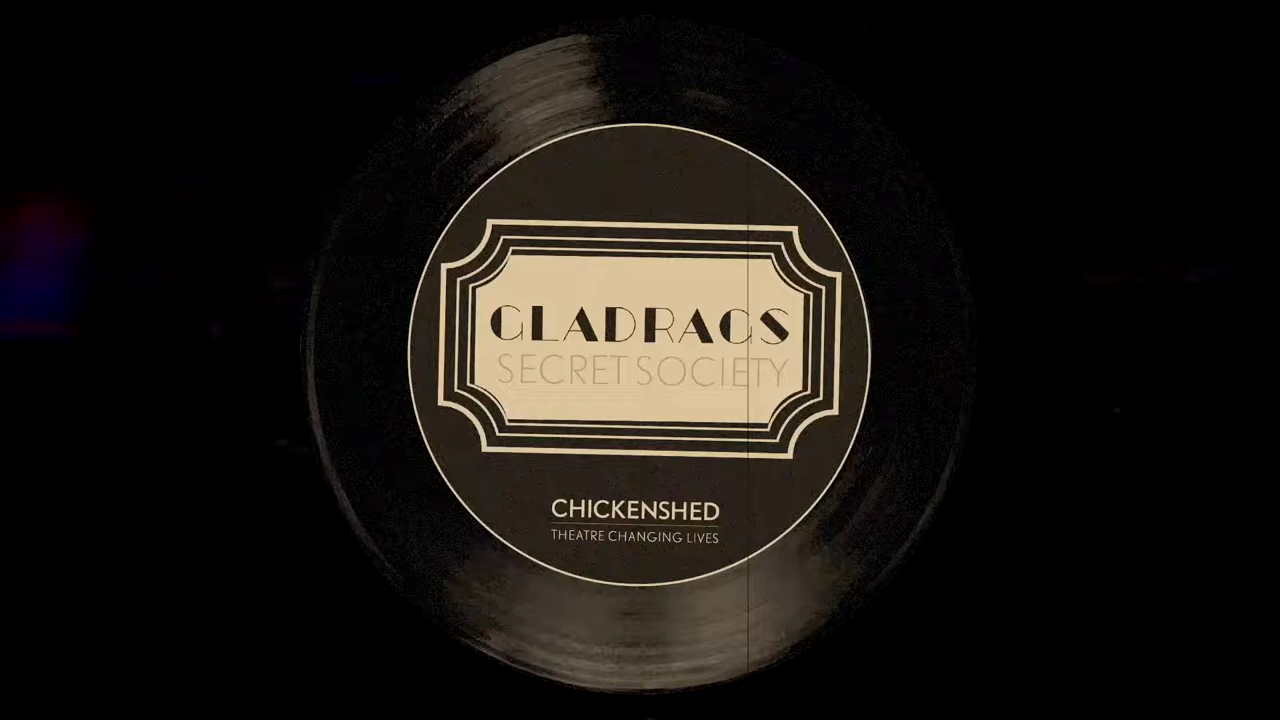 GLADRAGS
SECRET SOCIETY
CHICKENSHED
THEATRE CHANGING LIVES